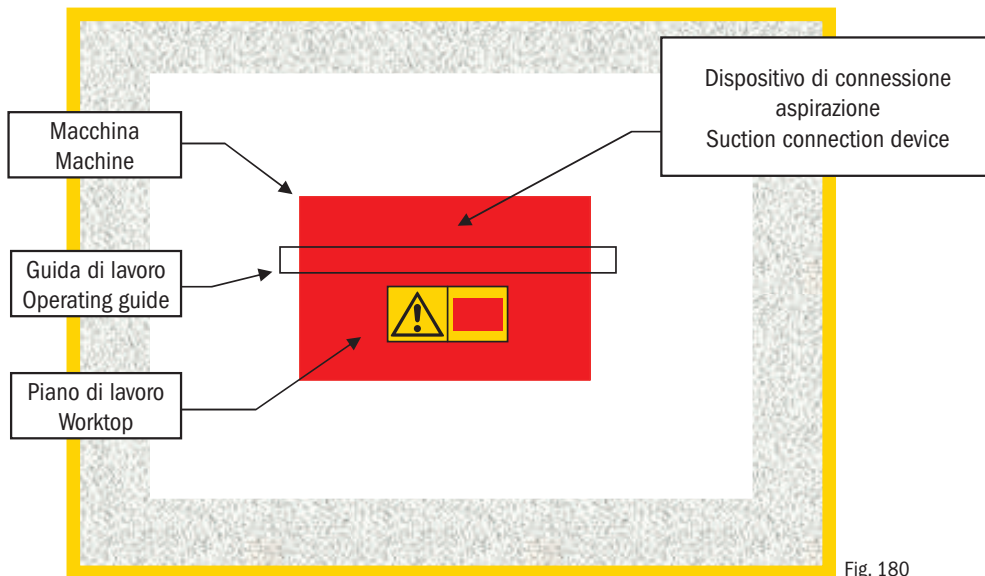 Dispositivo di connessione
aspirazione
Suction connection device
Macchina
Machine
Guida di lavoro
Operating guide
Piano di lavoro
Worktop
Fig. 180